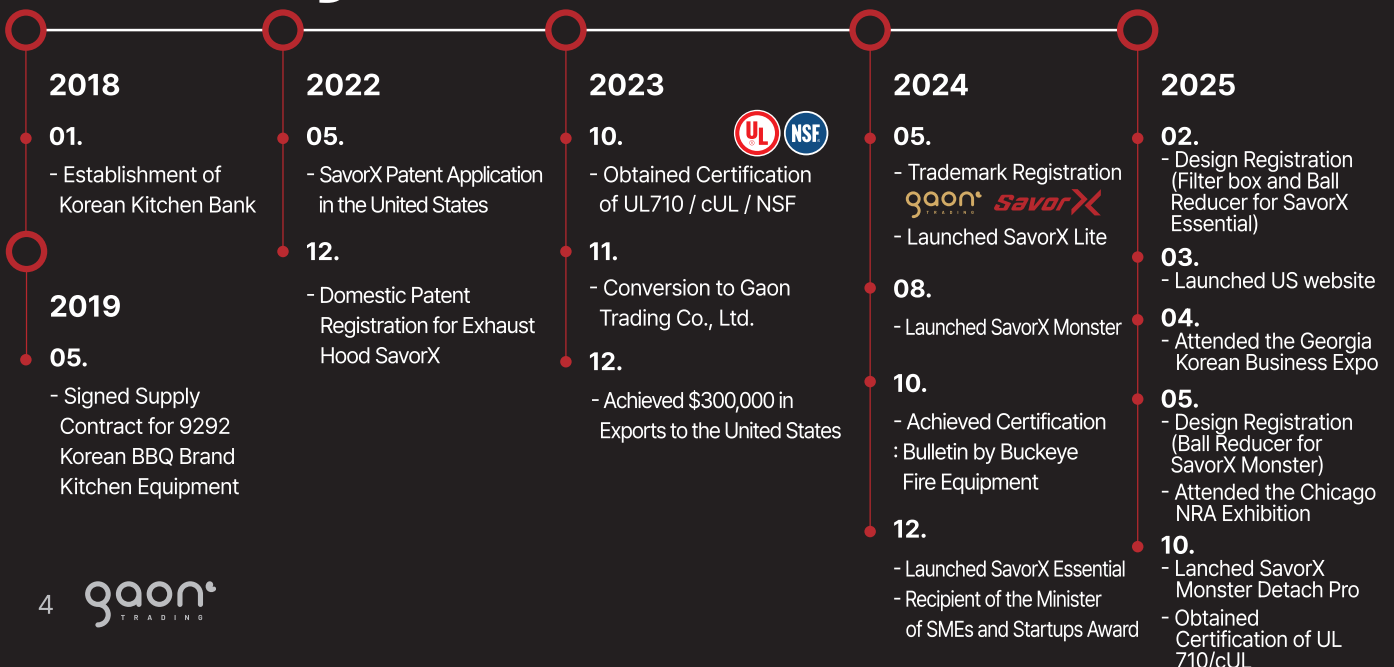 2018
01.
- Establishment of
Korean Kitchen Bank
2019
05.
- Signed Supply
Contract for 9292
Korean BBQ Brand
Kitchen Equipment
2022
05.
- SavorX Patent Application
in the United States
12.
- Domestic Patent
Registration for Exhaust
Hood SavorX
2023
10.
UL NSF
- Obtained Certification
of UL710 / cUL / NSF
11.
- Conversion to Gaon
Trading Co., Ltd.
12.
- Achieved $300,000 in
Exports to the United States
2024
05.
- Trademark Registration
gaon TRADING SavorX
- Launched SavorX Lite
08.
- Launched SavorX Monster
10.
- Achieved Certification
: Bulletin by Buckeye
Fire Equipment
12.
- Launched SavorX Essential
- Recipient of the Minister
of SMEs and Startups Award
2025
02.
- Design Registration
(Filter box and Ball
Reducer for SavorX
Essential)
03.
- Launched US website
04.
- Attended the Georgia
Korean Business Expo
05.
- Design Registration
(Ball Reducer for
SavorX Monster)
- Attended the Chicago
NRA Exhibition
10.
- Lanched SavorX
Monster Detach Pro
- Obtained
Certification of UL
710/cUL
4
gaon
TRADING